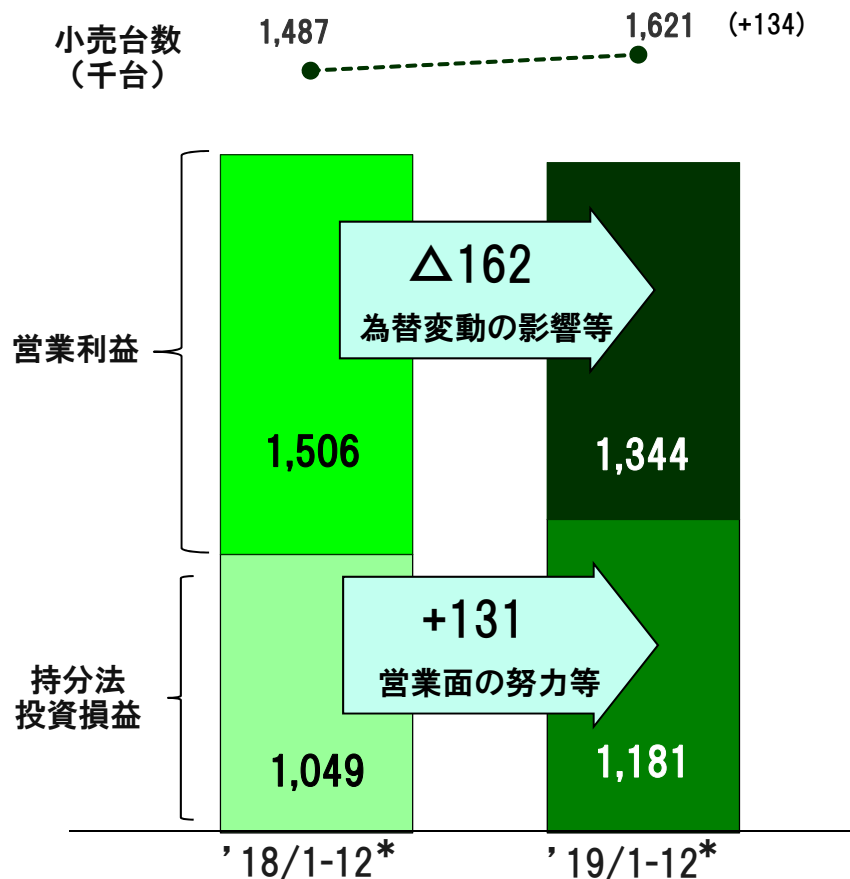 小売台数
（千台）
1,487
1,621 (+134)
営業利益
△162
為替変動の影響等
1,506
1,344
持分法
投資損益
+131
営業面の努力等
1,049
1,181
’18/1-12*
’19/1-12*